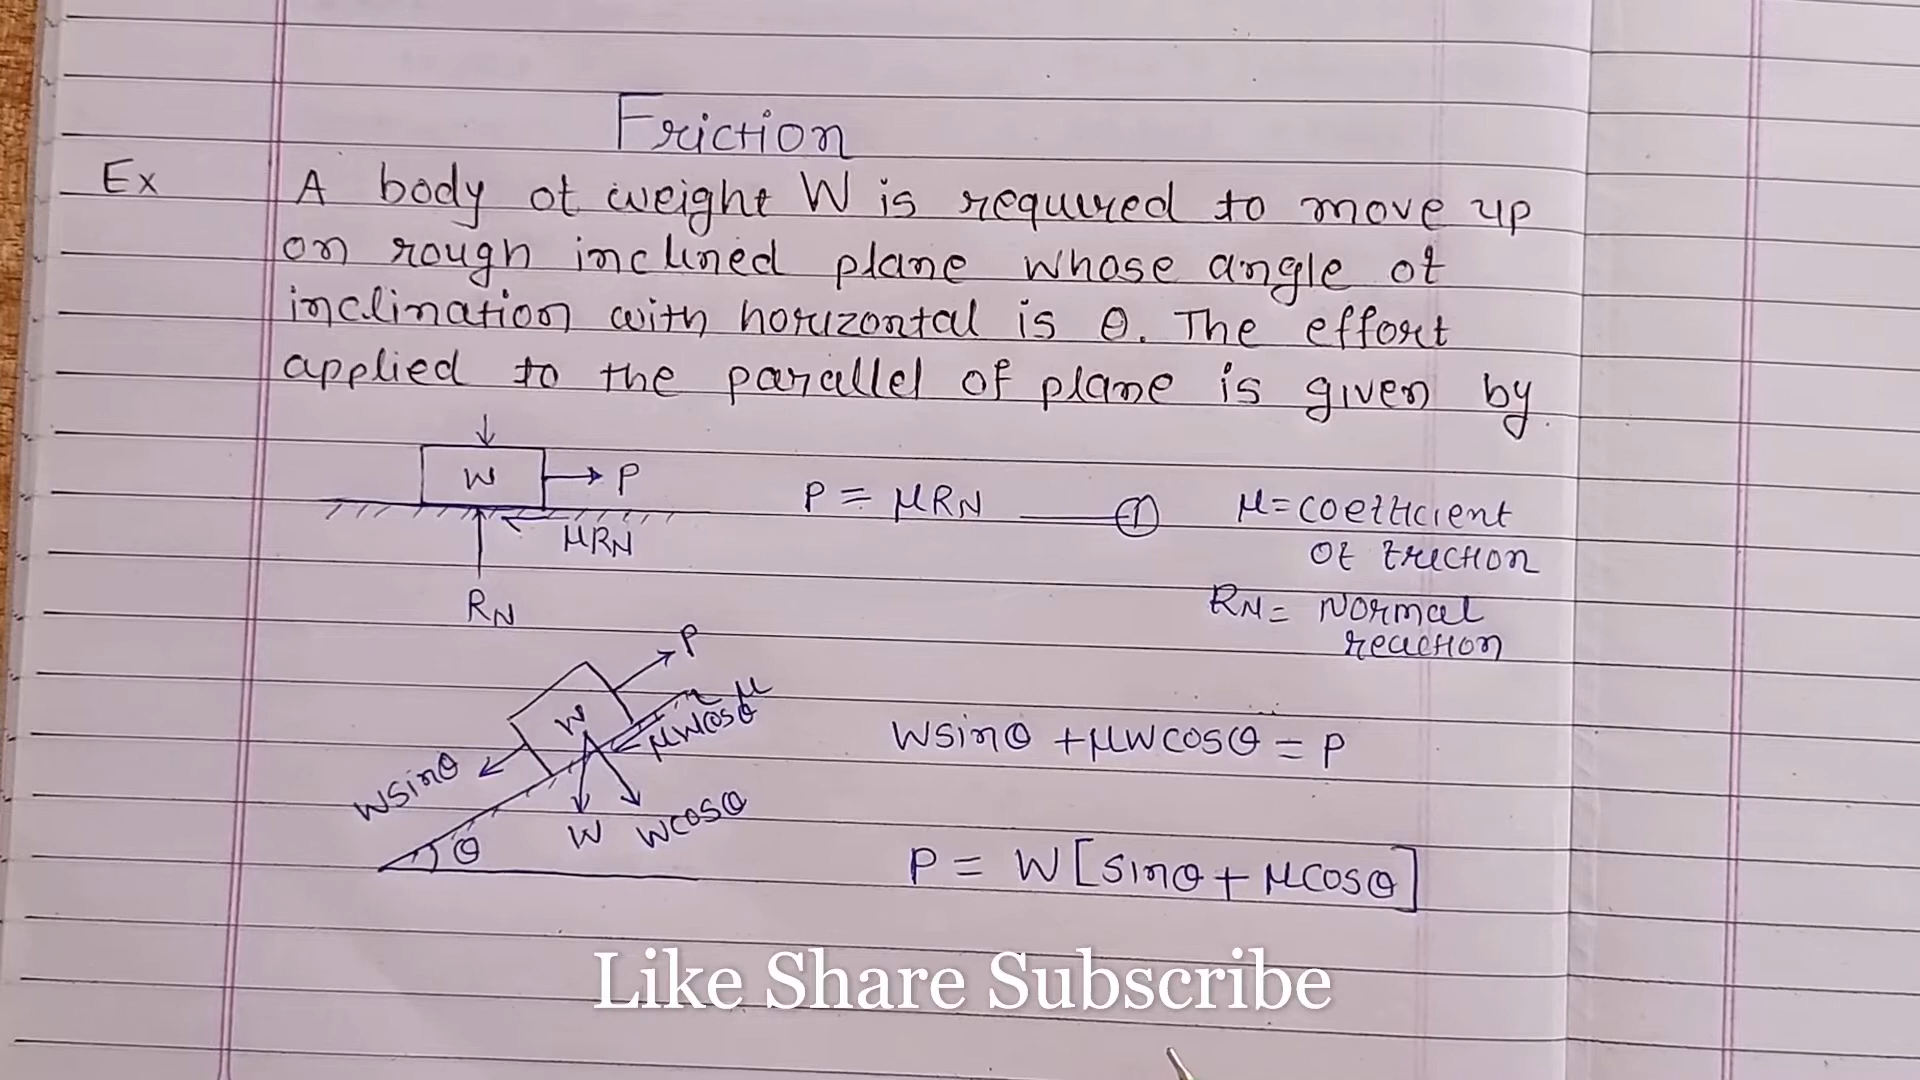 Friction
Ex A body of weight W is required to move up
on rough inclined plane whose angle of
inclination with horizontal is θ. The effort
applied to the parallel of plane is given by.
W
P
μRN
RN
P = μRN ①
μ = coefficient
of friction
RN = Normal
reaction
P
μ
W
μWcosθ
Wsinθ
W
Wcosθ
θ
Wsinθ + μWcosθ = P
P = W[sinθ + μcosθ]
Like Share Subscribe